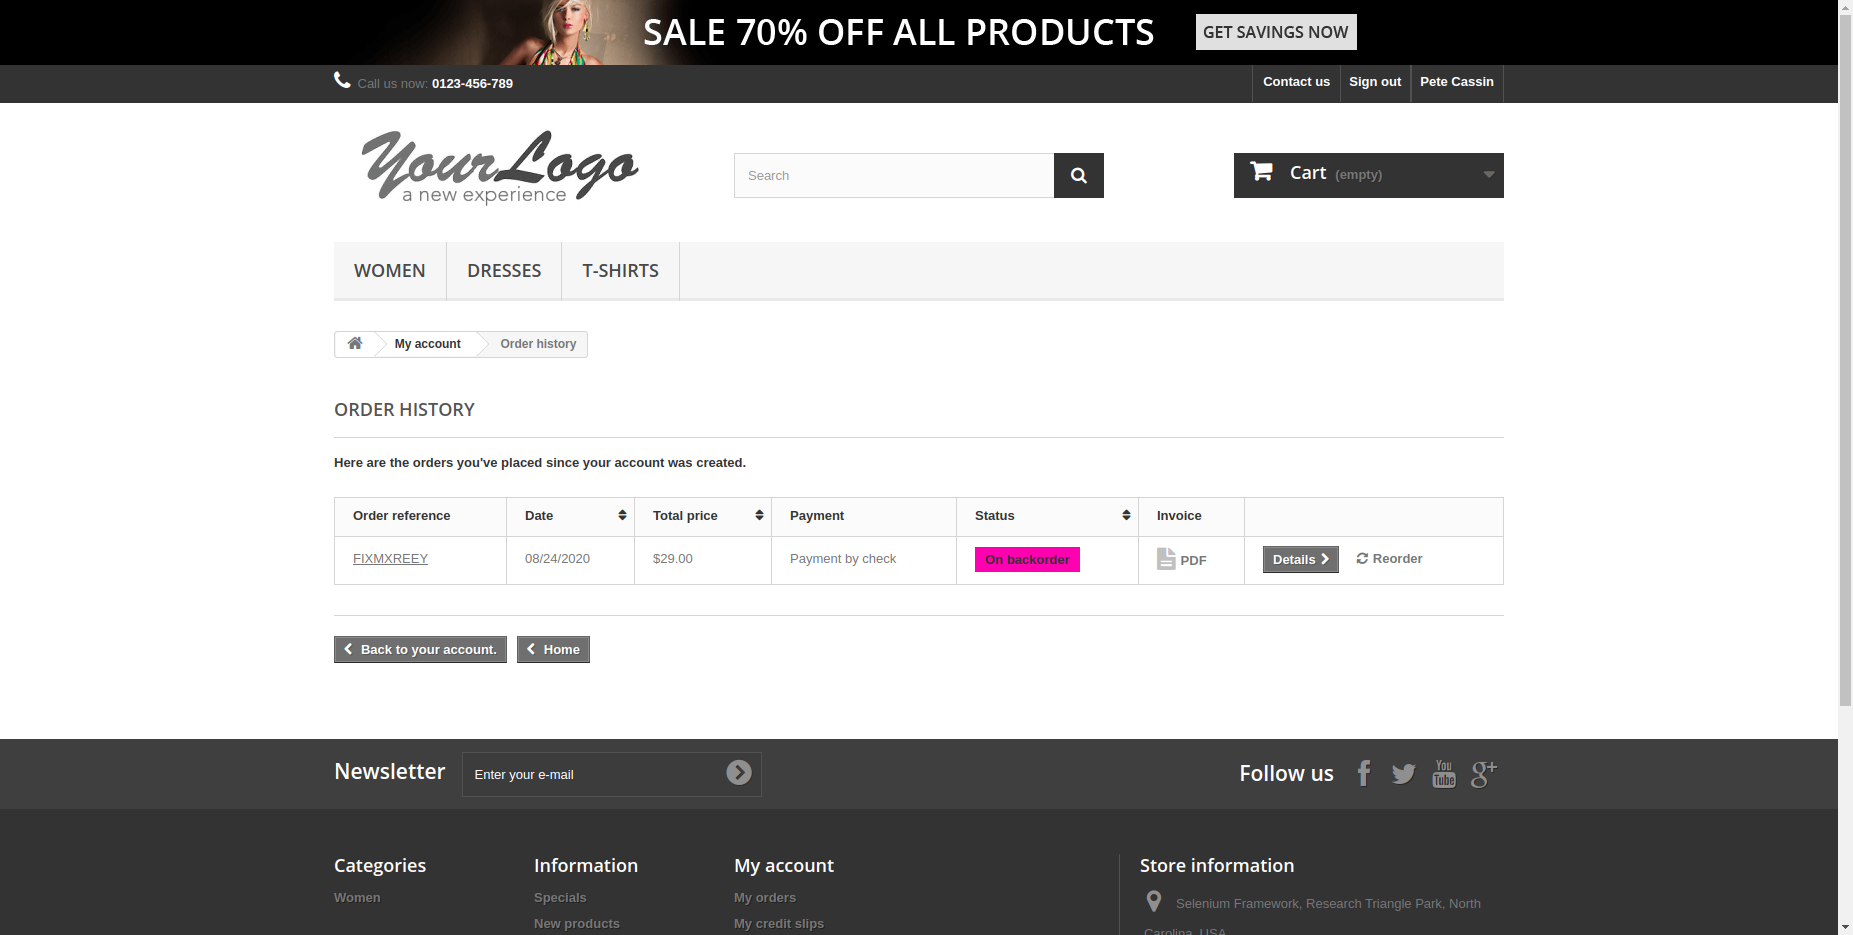 SALE 70% OFF ALL PRODUCTS GET SAVINGS NOW
Call us now: 0123-456-789 Contact us Sign out Pete Cassin
Your Logo
a new experience
Search
Cart (empty)
WOMEN DRESSES T-SHIRTS
My account Order history
ORDER HISTORY
Here are the orders you've placed since your account was created.
Order reference Date Total price Payment Status Invoice
FIXMXREEY 08/24/2020 $29.00 Payment by check On backorder PDF Details Reorder
Back to your account. Home
Newsletter Enter your e-mail Follow us f You Tube g+
Categories Information My account Store information
Women Specials My orders Selenium Framework, Research Triangle Park, North
New products My credit slips Carolina, USA